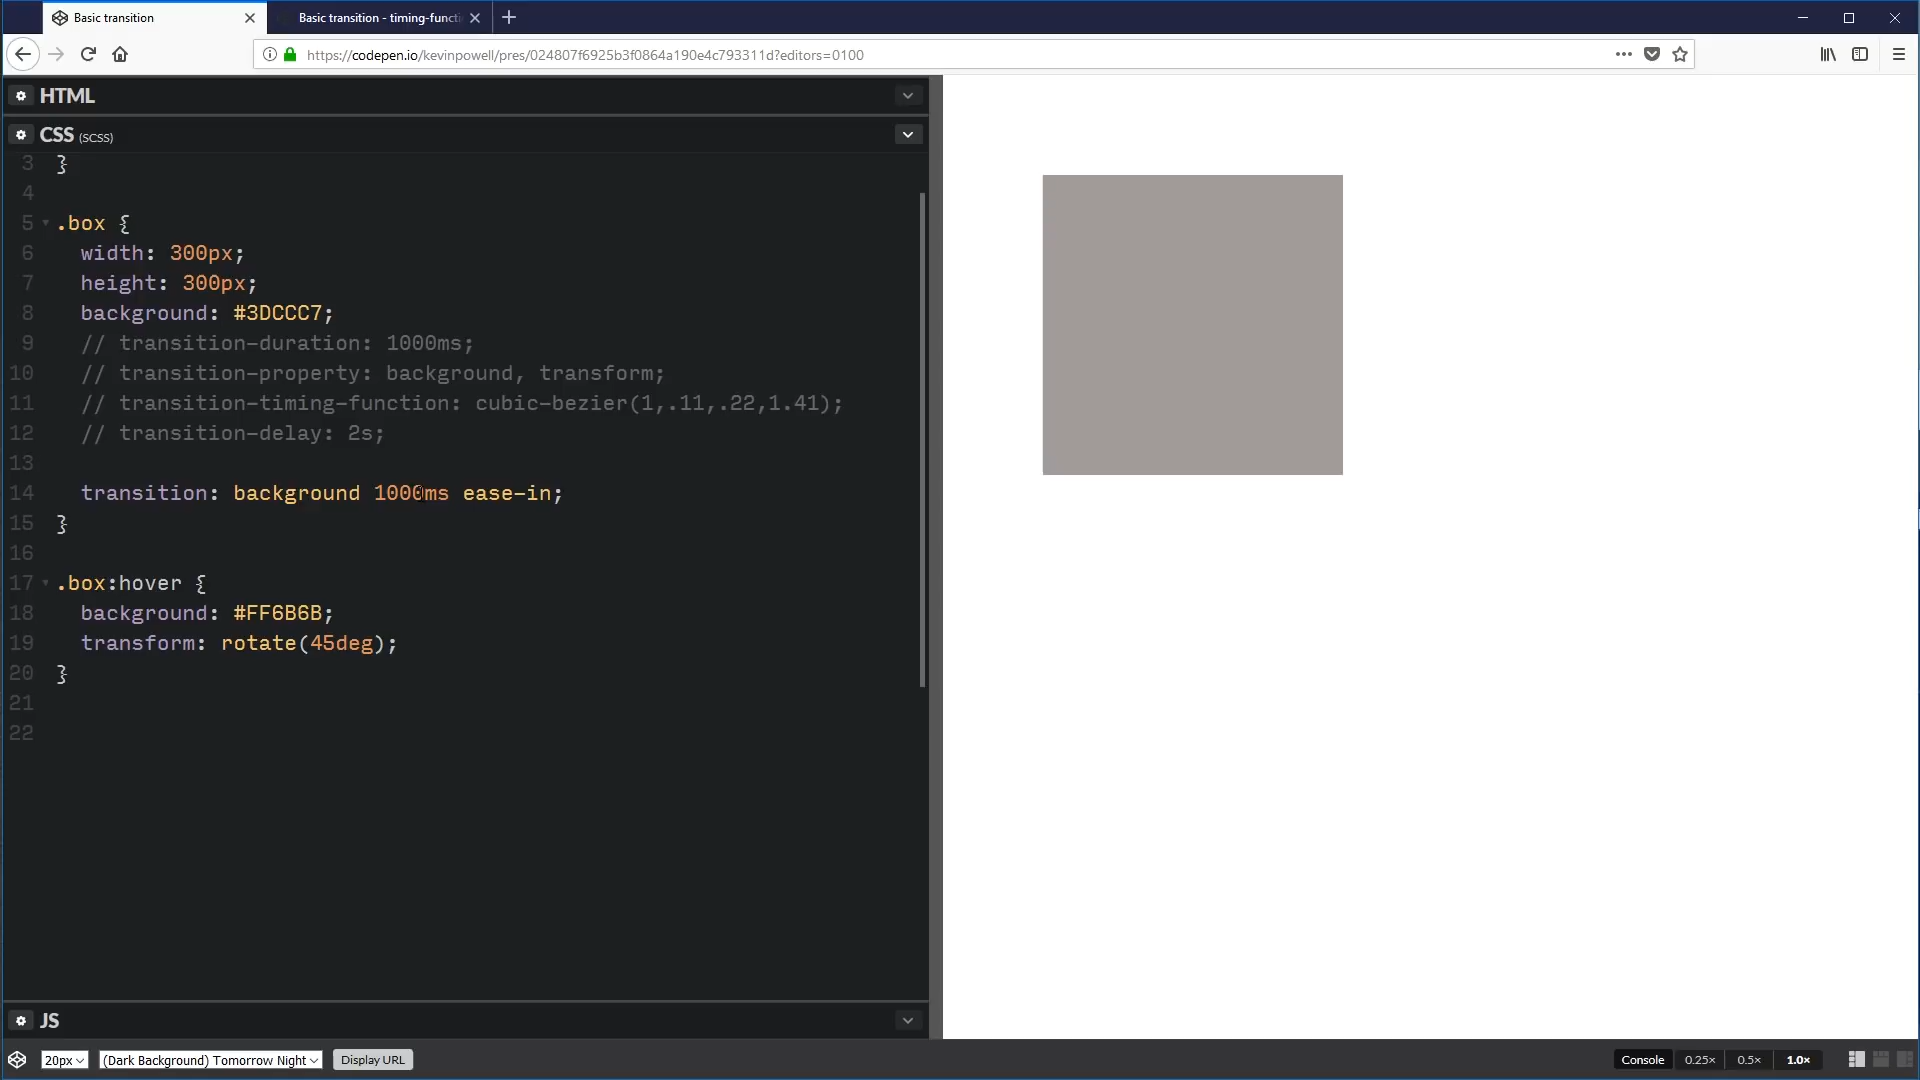 Basic transition
Basic transition - timing-functi
https://codepen.io/kevinpowell/pres/024807f6925b3f0864a190e4c793311d?editors=0100
HTML
CSS (SCSS)
3 }
4
5 .box {
6 width: 300px;
7 height: 300px;
8 background: #3DCCC7;
9 // transition-duration: 1000ms;
10 // transition-property: background, transform;
11 // transition-timing-function: cubic-bezier(1,.11,.22,1.41);
12 // transition-delay: 2s;
13
14 transition: background 1000ms ease-in;
15 }
16
17 .box:hover {
18 background: #FF6B6B;
19 transform: rotate(45deg);
20 }
21
22
JS
20px (Dark Background) Tomorrow Night Display URL Console 0.25× 0.5× 1.0×